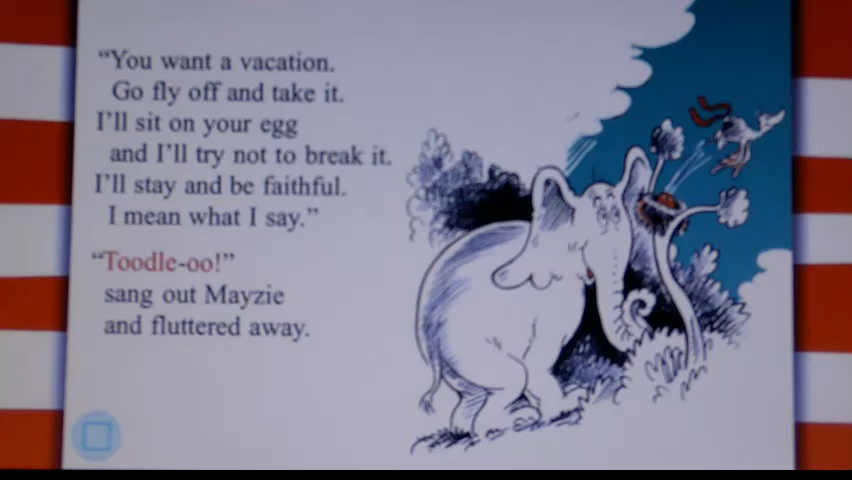 “You want a vacation.
Go fly off and take it.
I’ll sit on your egg
and I’ll try not to break it.
I’ll stay and be faithful.
I mean what I say.”
“Toodle-oo!”
sang out Mayzie
and fluttered away.